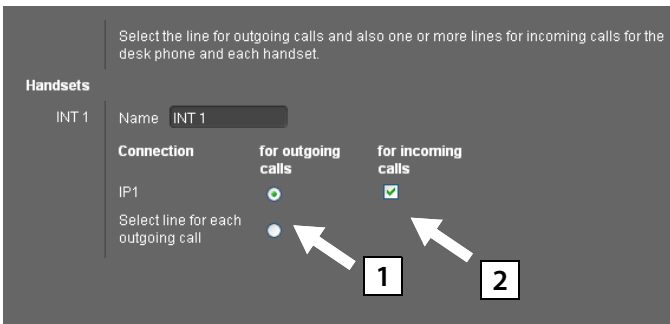 Select the line for outgoing calls and also one or more lines for incoming calls for the
desk phone and each handset.
Handsets
INT 1 Name INT 1
Connection for outgoing calls for incoming calls
IP1
Select line for each
outgoing call
1
2